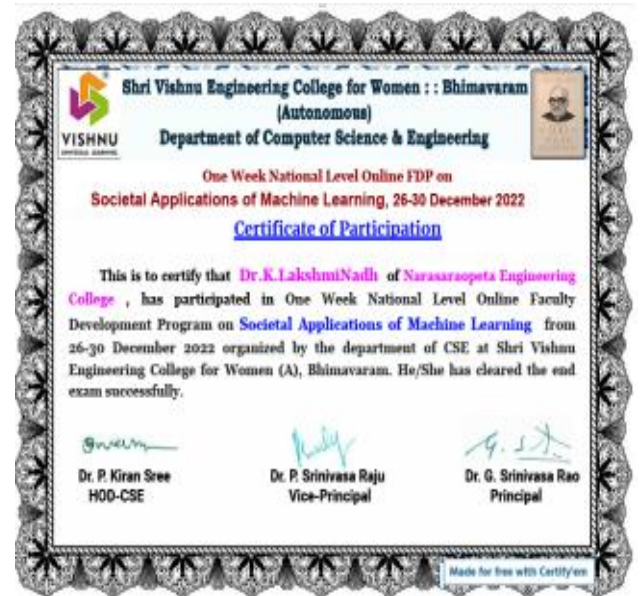 Shri Vishnu Engineering College for Women : : Bhimavaram
(Autonomous)
VISHNU
UNIVERSAL LEARNING
Department of Computer Science & Engineering
One Week National Level Online FDP on
Societal Applications of Machine Learning, 26-30 December 2022
Certificate of Participation
This is to certify that Dr.K.LakshmiNadh of Narasaraopeta Engineering
College , has participated in One Week National Level Online Faculty
Development Program on Societal Applications of Machine Learning from
26-30 December 2022 organized by the department of CSE at Shri Vishnu
Engineering College for Women (A), Bhimavaram. He/She has cleared the end
exam successfully.
Dr. P. Kiran Sree
HOD-CSE
Dr. P. Srinivasa Raju
Vice-Principal
Dr. G. Srinivasa Rao
Principal
Made for free with Certify'em